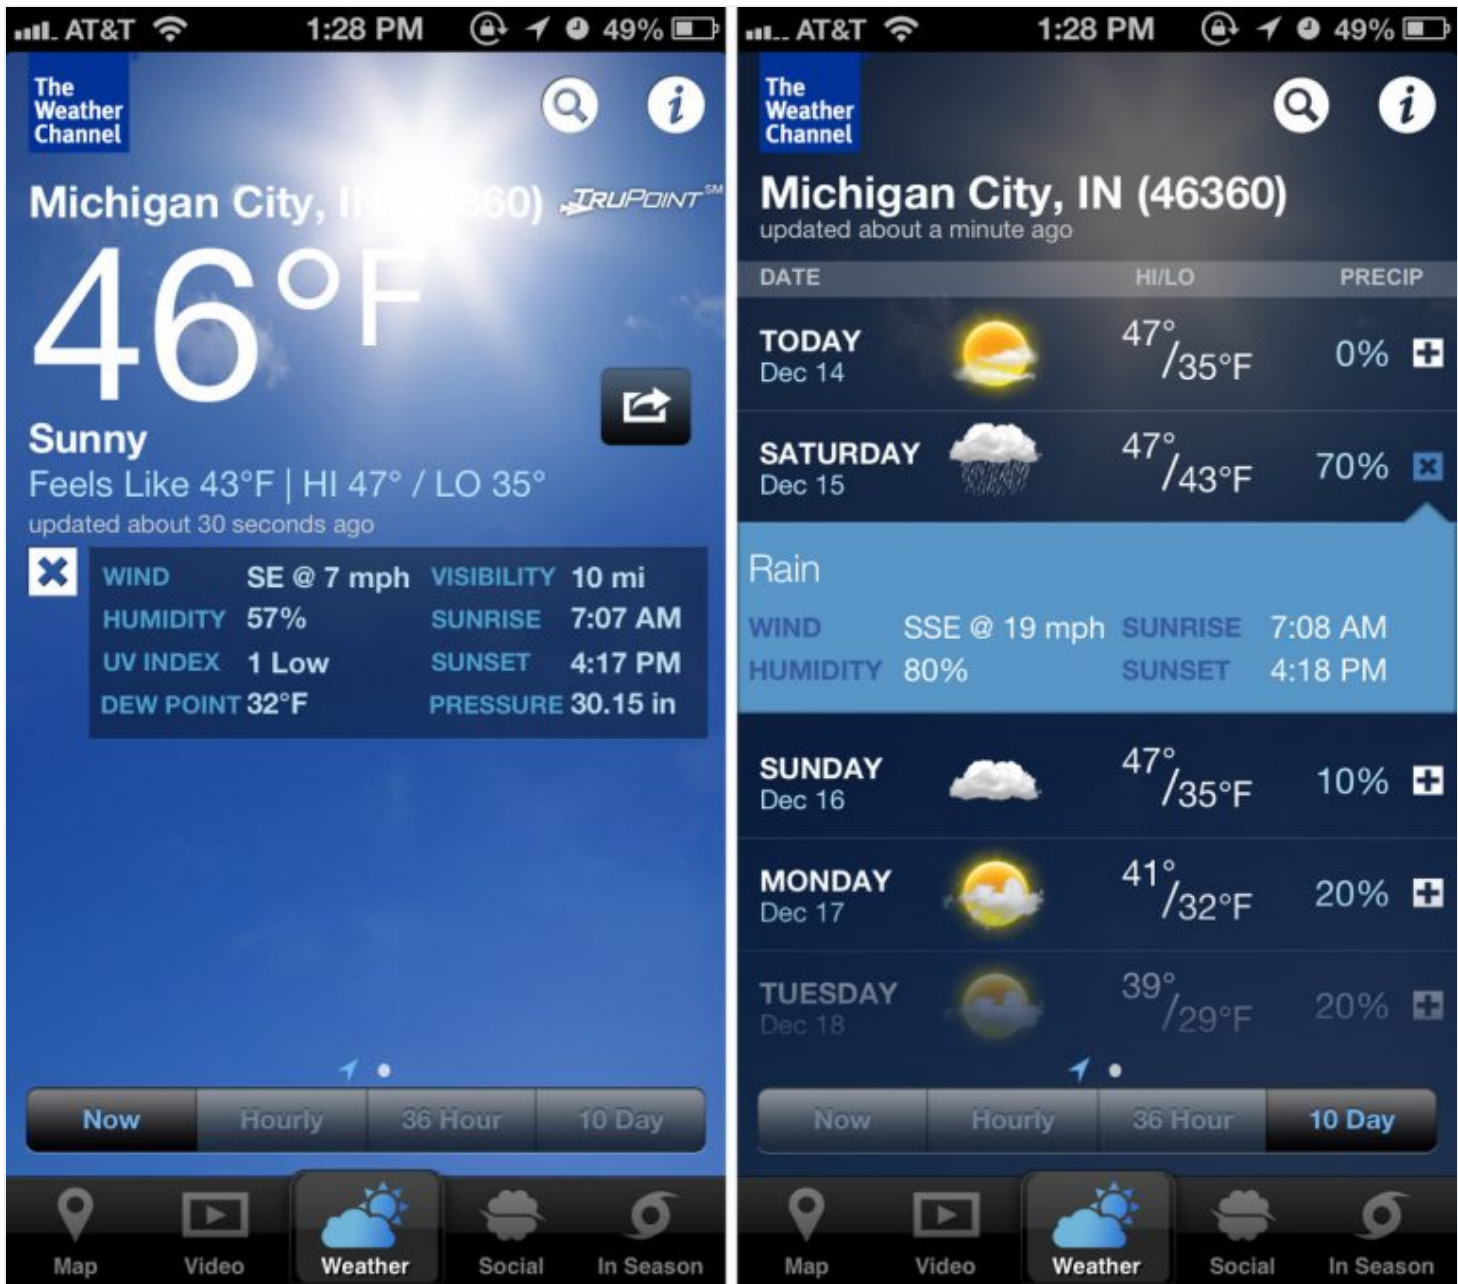 AT&T 1:28 PM 49%
The
Weather
Channel
Michigan City, IN (46360) TRUPOINT SM
46°F
Sunny
Feels Like 43°F | HI 47° / LO 35°
updated about 30 seconds ago
WIND SE @ 7 mph VISIBILITY 10 mi
HUMIDITY 57% SUNRISE 7:07 AM
UV INDEX 1 Low SUNSET 4:17 PM
DEW POINT 32°F PRESSURE 30.15 in
Now Hourly 36 Hour 10 Day
Map Video Weather Social In Season
AT&T 1:28 PM 49%
The
Weather
Channel
Michigan City, IN (46360)
updated about a minute ago
DATE HI/LO PRECIP
TODAY 47°/35°F 0%
Dec 14
SATURDAY 47°/43°F 70%
Dec 15
Rain
WIND SSE @ 19 mph SUNRISE 7:08 AM
HUMIDITY 80% SUNSET 4:18 PM
SUNDAY 47°/35°F 10%
Dec 16
MONDAY 41°/32°F 20%
Dec 17
TUESDAY 39°/29°F 20%
Dec 18
Now Hourly 36 Hour 10 Day
Map Video Weather Social In Season